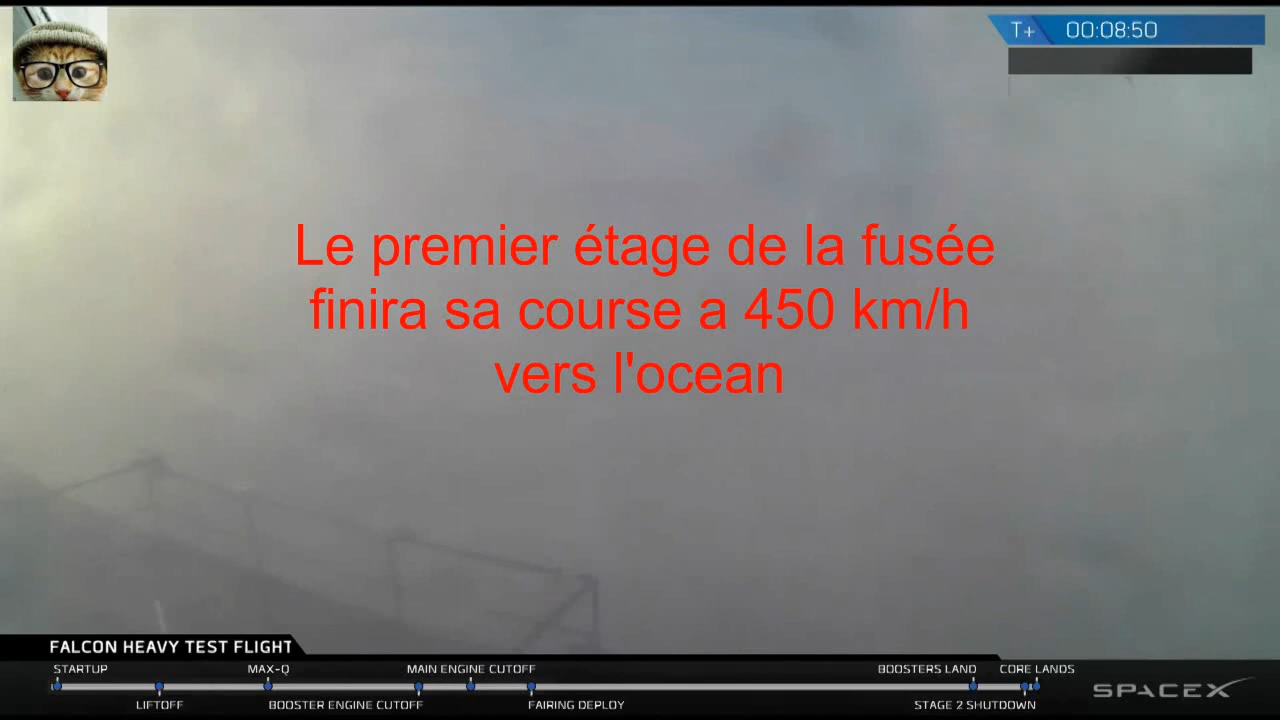 T+ 00:08:50
Le premier étage de la fusée
finira sa course a 450 km/h
vers l'ocean
FALCON HEAVY TEST FLIGHT
STARTUP MAX-Q MAIN ENGINE CUTOFF BOOSTERS LAND CORE LANDS
LIFTOFF BOOSTER ENGINE CUTOFF FAIRING DEPLOY STAGE 2 SHUTDOWN
SPACEX